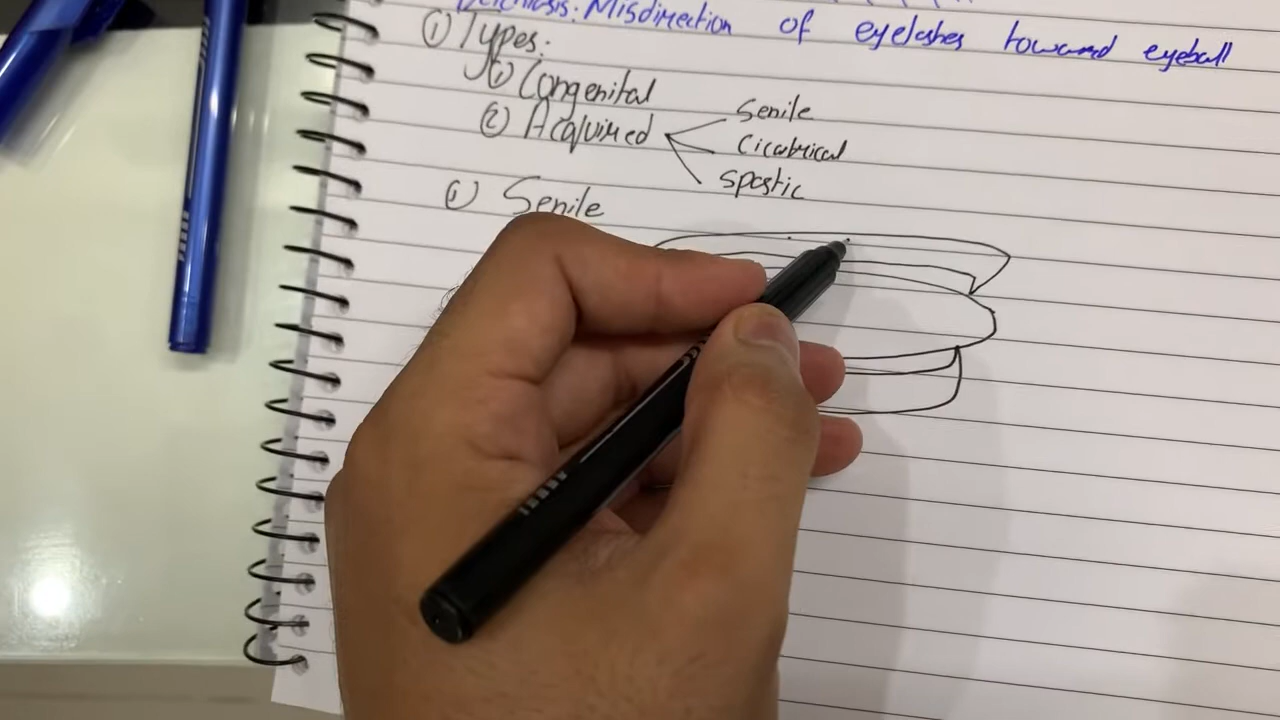 : Misdirection of eyelashes toward eyeball
① Types:
① Congenital
② Acquired
Senile
Cicatrical
Spastic
① Senile